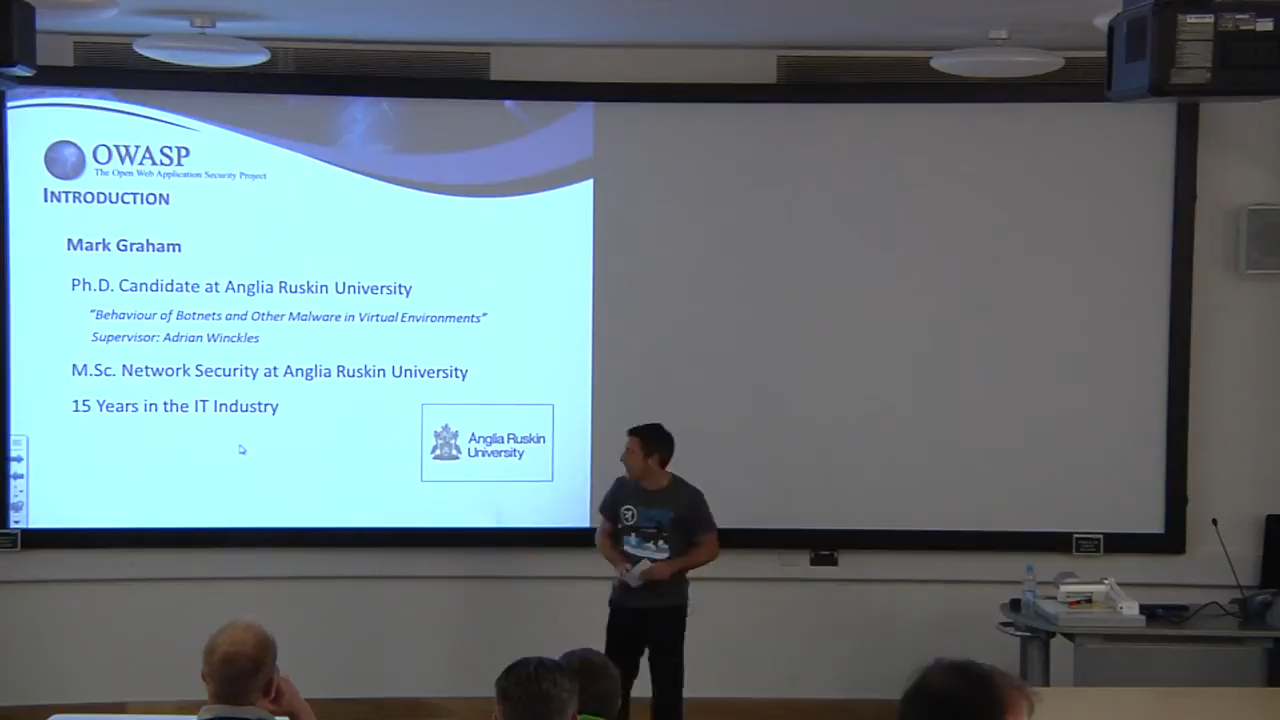 OWASP
The Open Web Application Security Project
INTRODUCTION
Mark Graham
Ph.D. Candidate at Anglia Ruskin University
"Behaviour of Botnets and Other Malware in Virtual Environments"
Supervisor: Adrian Winckles
M.Sc. Network Security at Anglia Ruskin University
15 Years in the IT Industry
Anglia Ruskin
University